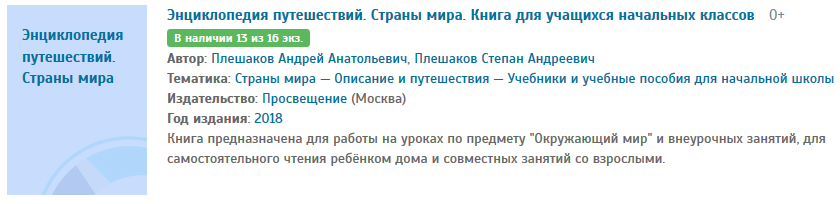 Энциклопедия
путешествий.
Страны мира
Энциклопедия путешествий. Страны мира. Книга для учащихся начальных классов 0+
В наличии 13 из 16 экз.
Автор: Плешаков Андрей Анатольевич, Плешаков Степан Андреевич
Тематика: Страны мира — Описание и путешествия — Учебники и учебные пособия для начальной школы
Издательство: Просвещение (Москва)
Год издания: 2018
Книга предназначена для работы на уроках по предмету "Окружающий мир" и внеурочных занятий, для
самостоятельного чтения ребёнком дома и совместных занятий со взрослыми.